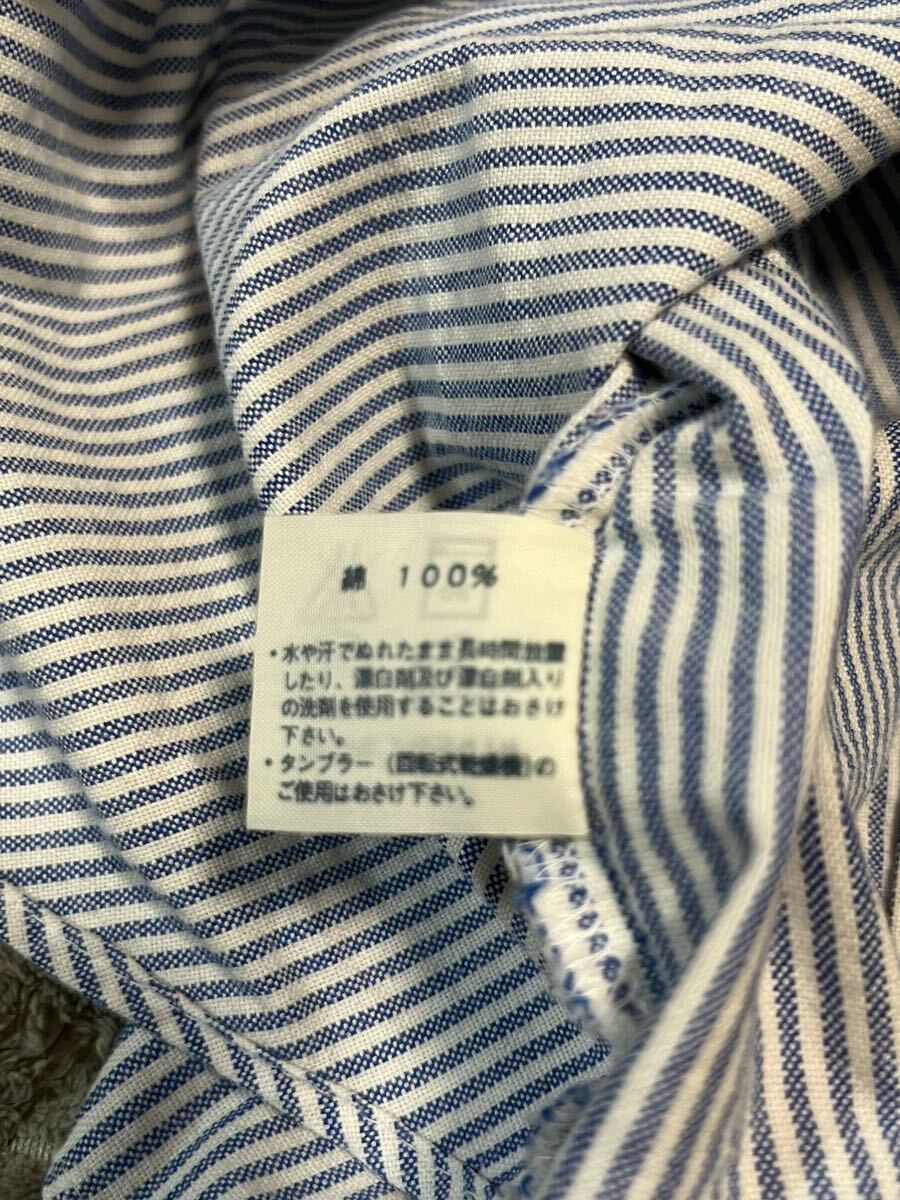 綿 100%
・水や汗でぬれたまま長時間放置
したり、漂白剤及び漂白剤入り
の洗剤を使用することはおさけ
下さい。
・タンブラー（回転式乾燥機）の
ご使用はおさけ下さい。